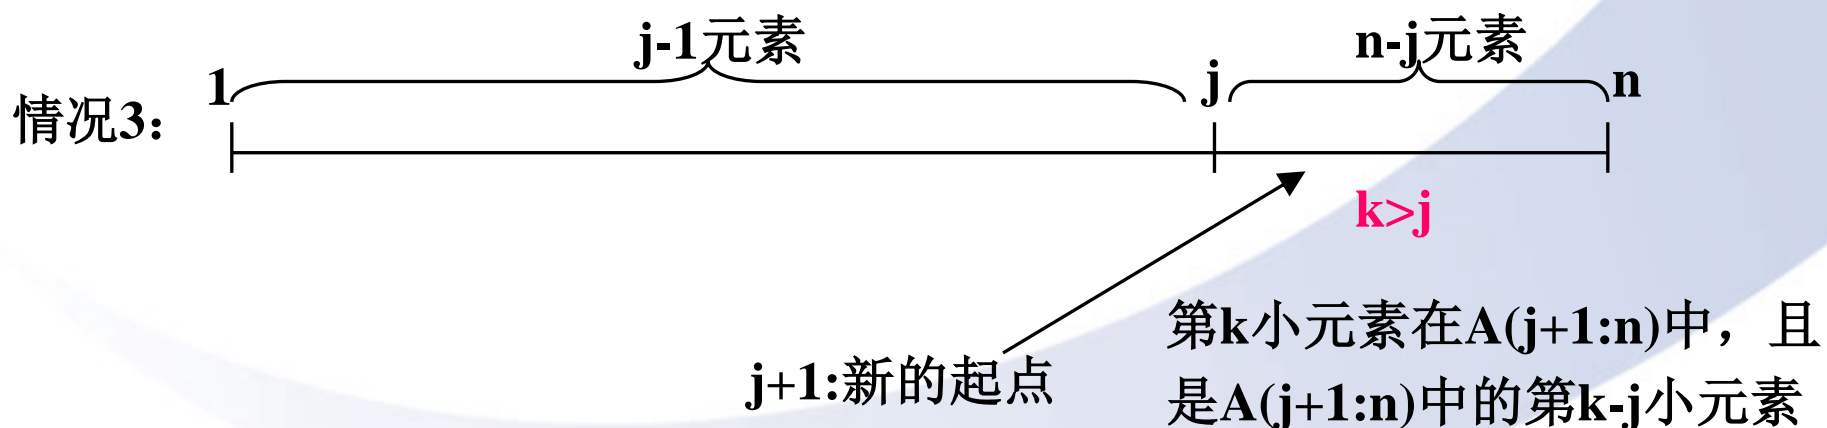 j-1元素
n-j元素
1
j
n
情况3：
k>j
第k小元素在A(j+1:n)中，且
j+1:新的起点
是A(j+1:n)中的第k-j小元素